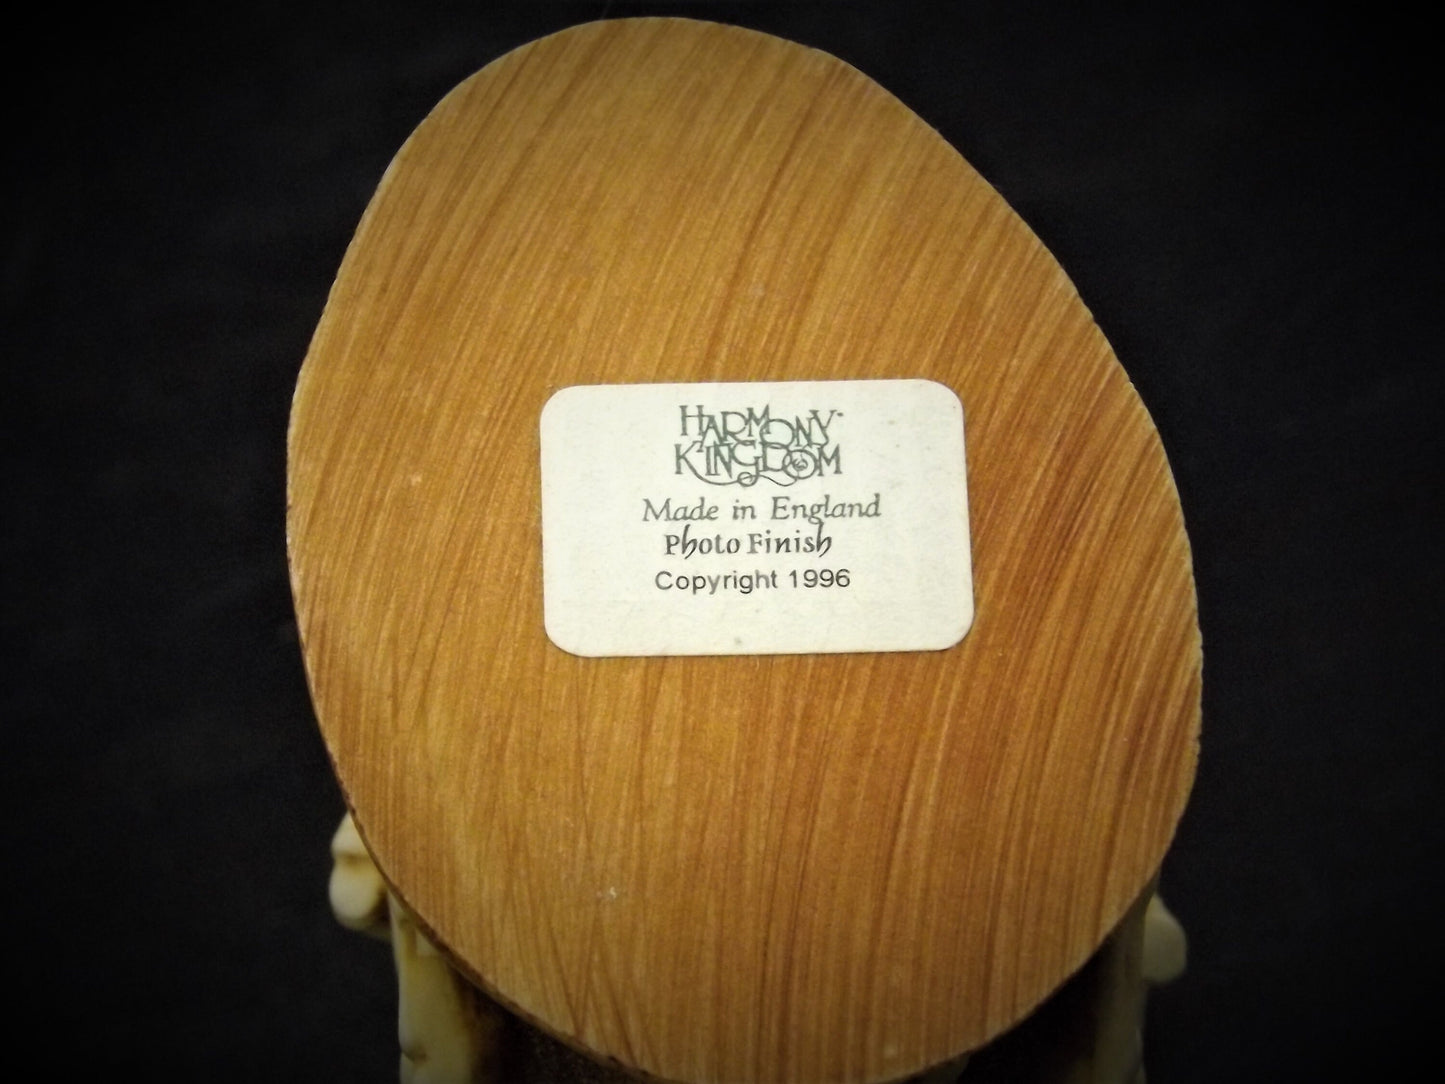 HARMONY
KINGDOM
Made in England
Photo Finish
Copyright 1996